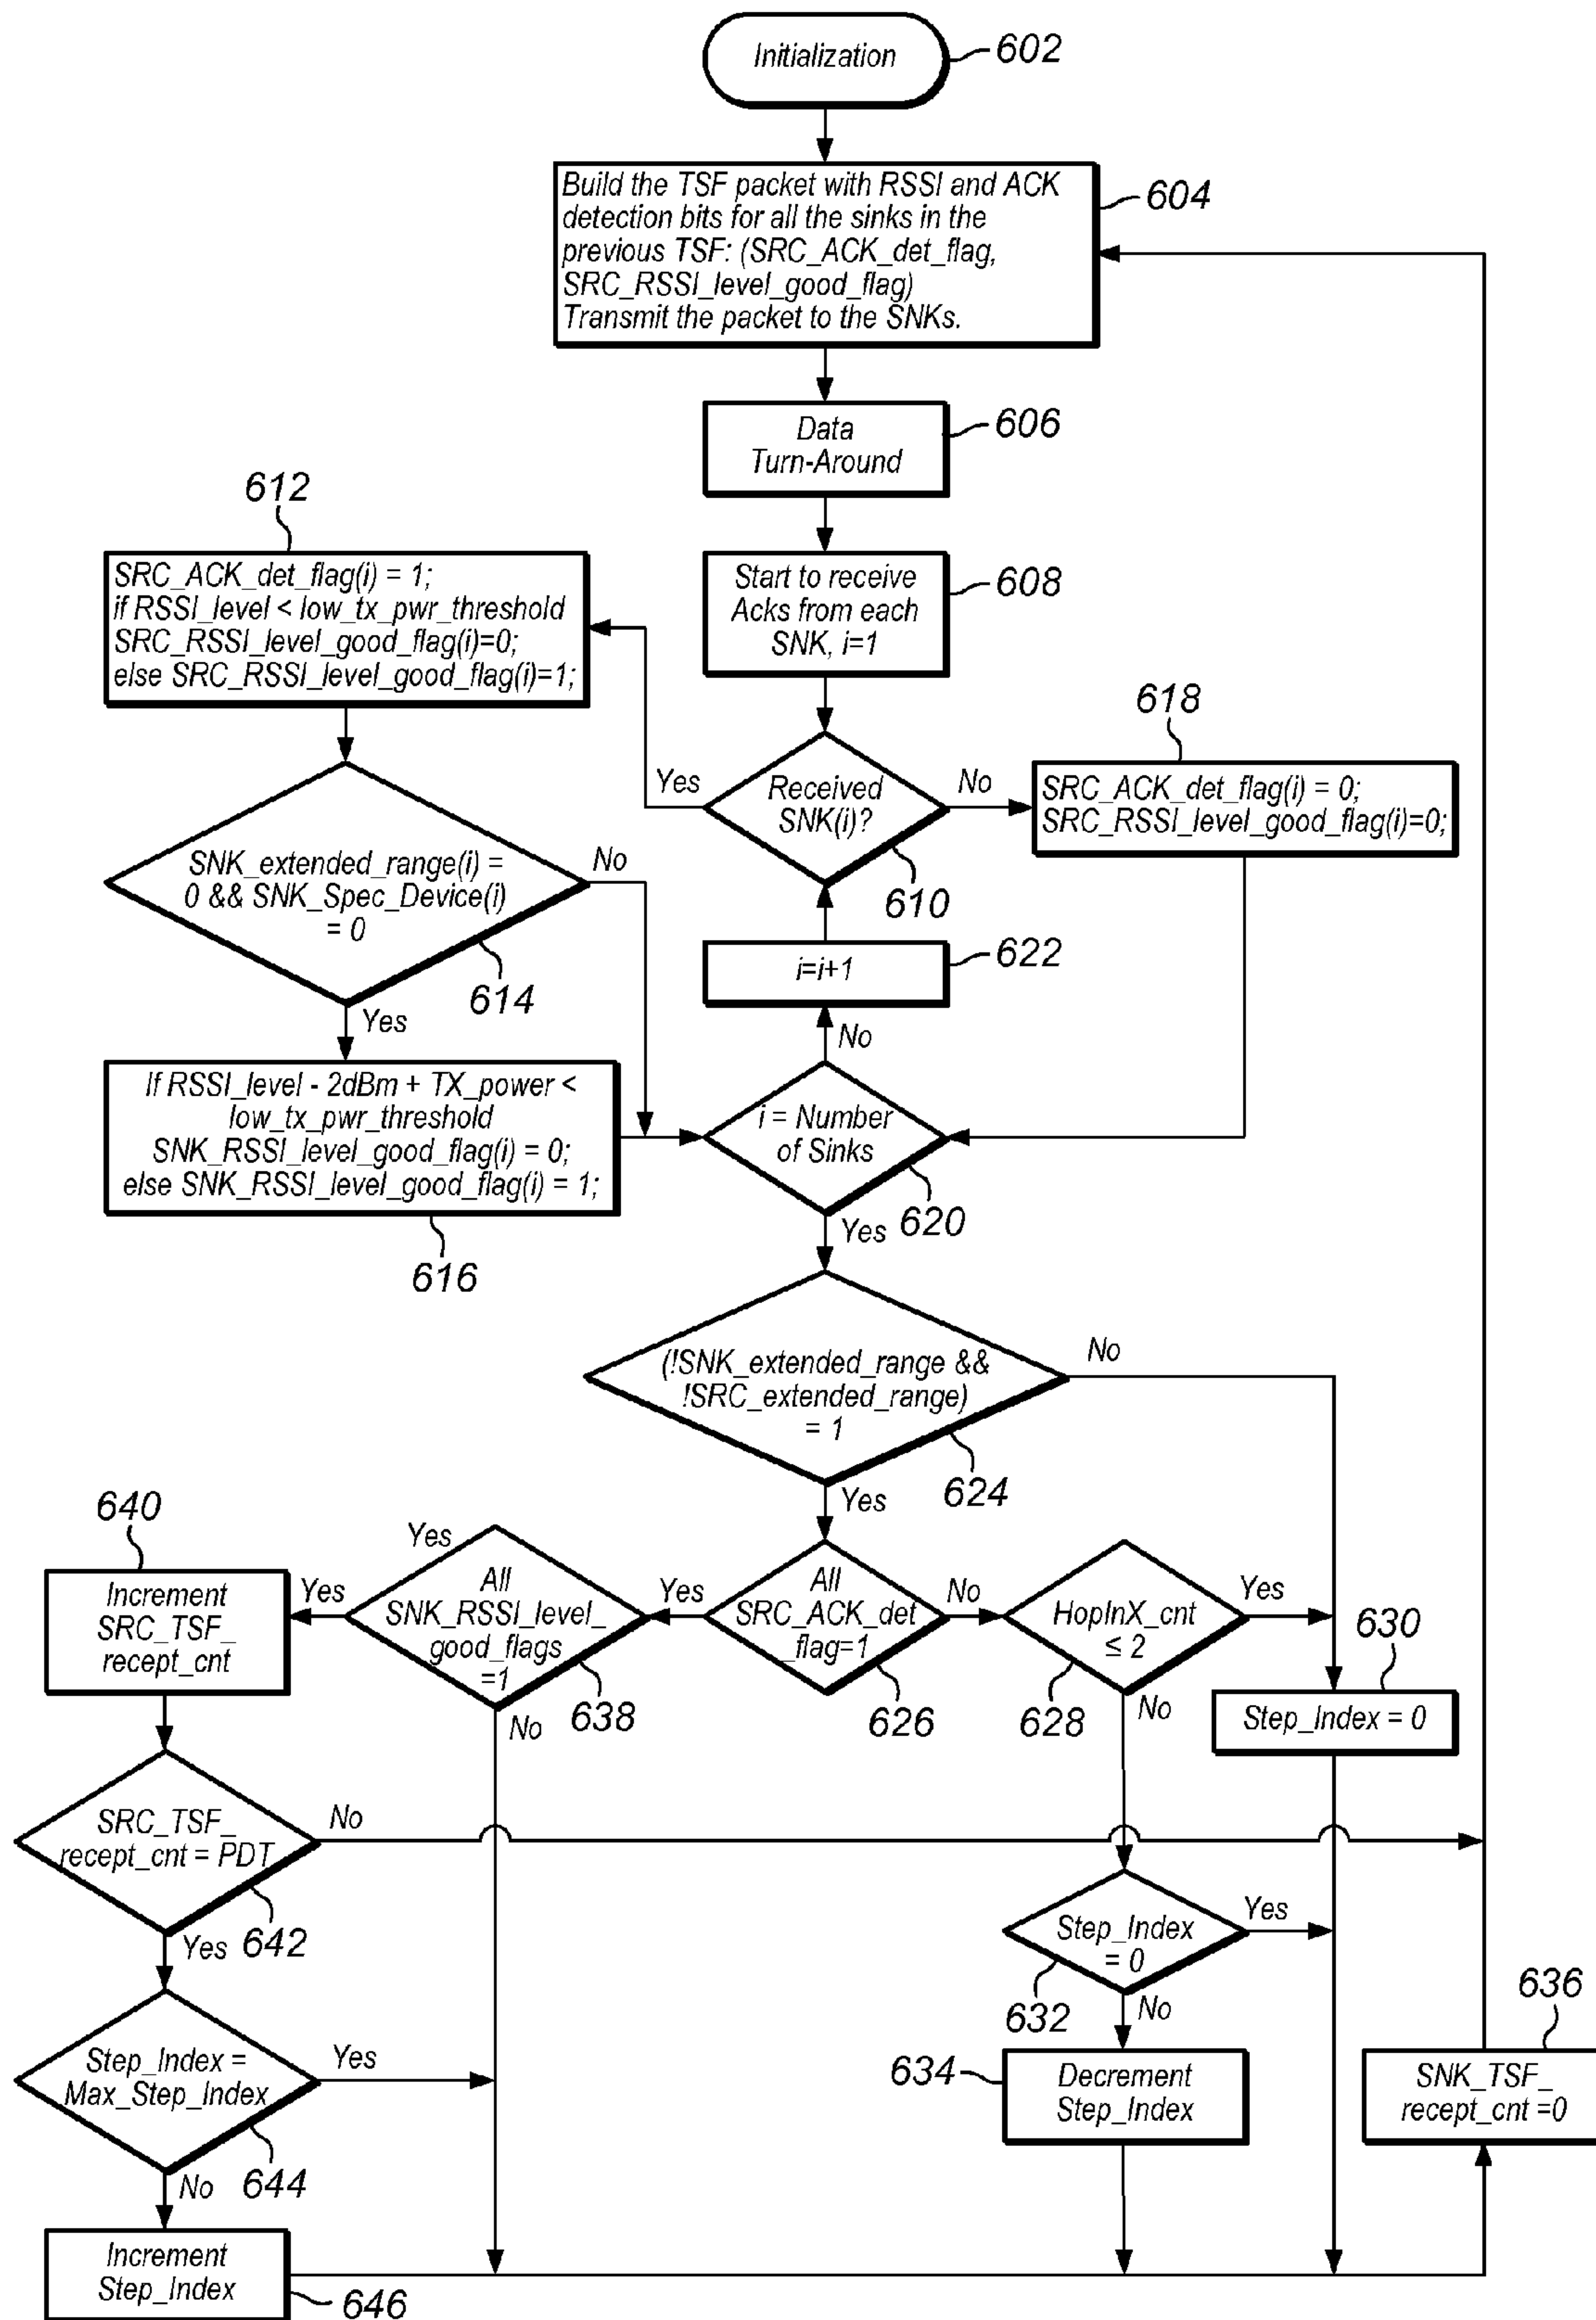 Initialization
602
Build the TSF packet with RSSI and ACK
detection bits for all the sinks in the
previous TSF: (SRC_ACK_det_flag,
SRC_RSSI_level_good_flag)
Transmit the packet to the SNKs.
604
Data
Turn-Around
606
612
SRC_ACK_det_flag(i) = 1;
if RSSI_level < low_tx_pwr_threshold
SRC_RSSI_level_good_flag(i)=0;
else SRC_RSSI_level_good_flag(i)=1;
Start to receive
Acks from each
SNK, i=1
608
Yes
Received
SNK(i)?
No
610
618
SRC_ACK_det_flag(i) = 0;
SRC_RSSI_level_good_flag(i)=0;
SNK_extended_range(i) =
0 && SNK_Spec_Device(i)
= 0
No
614
Yes
i=i+1
622
No
If RSSI_level - 2dBm + TX_power <
low_tx_pwr_threshold
SNK_RSSI_level_good_flag(i) = 0;
else SNK_RSSI_level_good_flag(i) = 1;
616
i = Number
of Sinks
620
Yes
(!SNK_extended_range &&
!SRC_extended_range)
= 1
No
624
Yes
640
Increment
SRC_TSF_
recept_cnt
Yes
Yes
All
SNK_RSSI_level_
good_flags
=1
638
No
Yes
All
SRC_ACK_det
_flag=1
626
No
HopInX_cnt
≤ 2
628
Yes
No
630
Step_Index = 0
SRC_TSF_
recept_cnt = PDT
No
642
Yes
Step_Index
= 0
Yes
632
No
Step_Index =
Max_Step_Index
Yes
644
No
634
Decrement
Step_Index
636
SNK_TSF_
recept_cnt =0
Increment
Step_Index
646